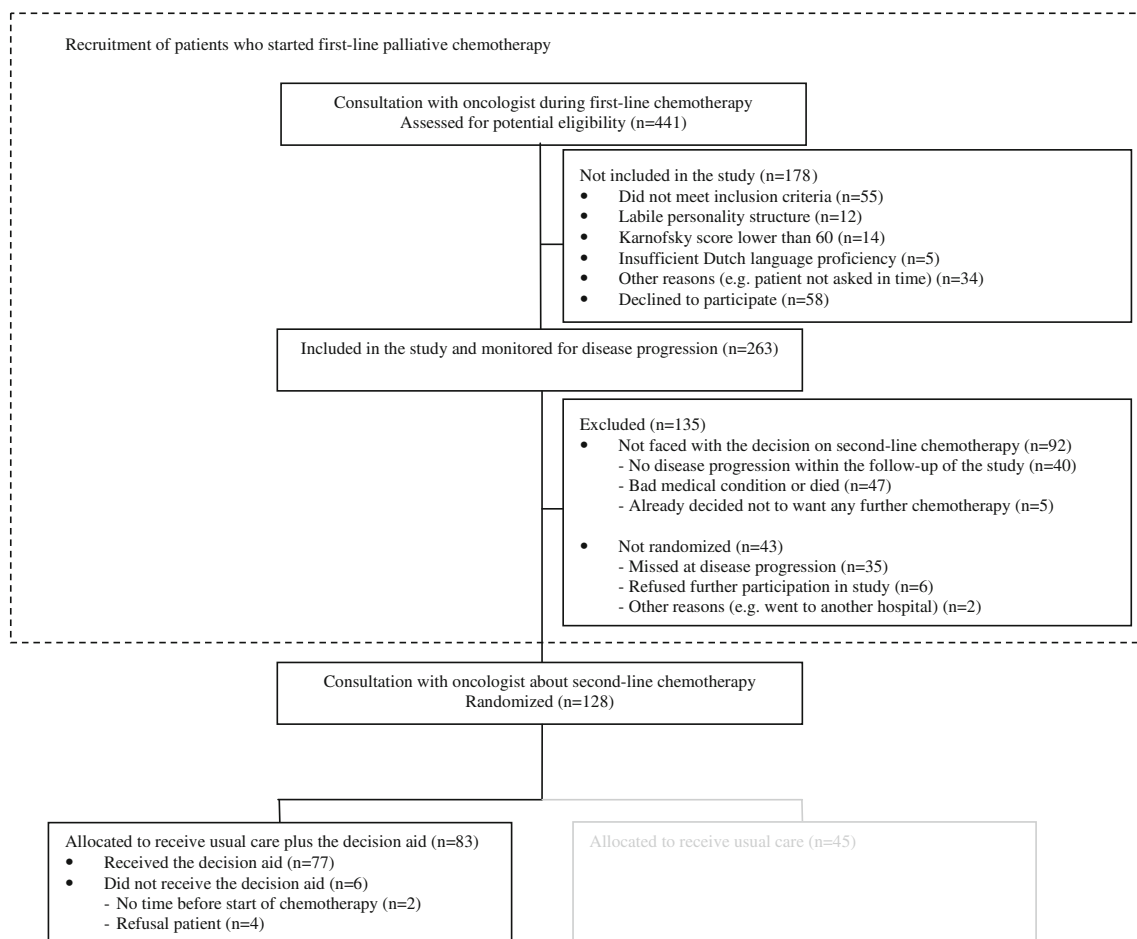 Recruitment of patients who started first-line palliative chemotherapy
Consultation with oncologist during first-line chemotherapy
Assessed for potential eligibility (n=441)
Not included in the study (n=178)
• Did not meet inclusion criteria (n=55)
• Labile personality structure (n=12)
• Karnofsky score lower than 60 (n=14)
• Insufficient Dutch language proficiency (n=5)
• Other reasons (e.g. patient not asked in time) (n=34)
• Declined to participate (n=58)
Included in the study and monitored for disease progression (n=263)
Excluded (n=135)
• Not faced with the decision on second-line chemotherapy (n=92)
- No disease progression within the follow-up of the study (n=40)
- Bad medical condition or died (n=47)
- Already decided not to want any further chemotherapy (n=5)
• Not randomized (n=43)
- Missed at disease progression (n=35)
- Refused further participation in study (n=6)
- Other reasons (e.g. went to another hospital) (n=2)
Consultation with oncologist about second-line chemotherapy
Randomized (n=128)
Allocated to receive usual care plus the decision aid (n=83)
• Received the decision aid (n=77)
• Did not receive the decision aid (n=6)
- No time before start of chemotherapy (n=2)
- Refusal patient (n=4)
Allocated to receive usual care (n=45)